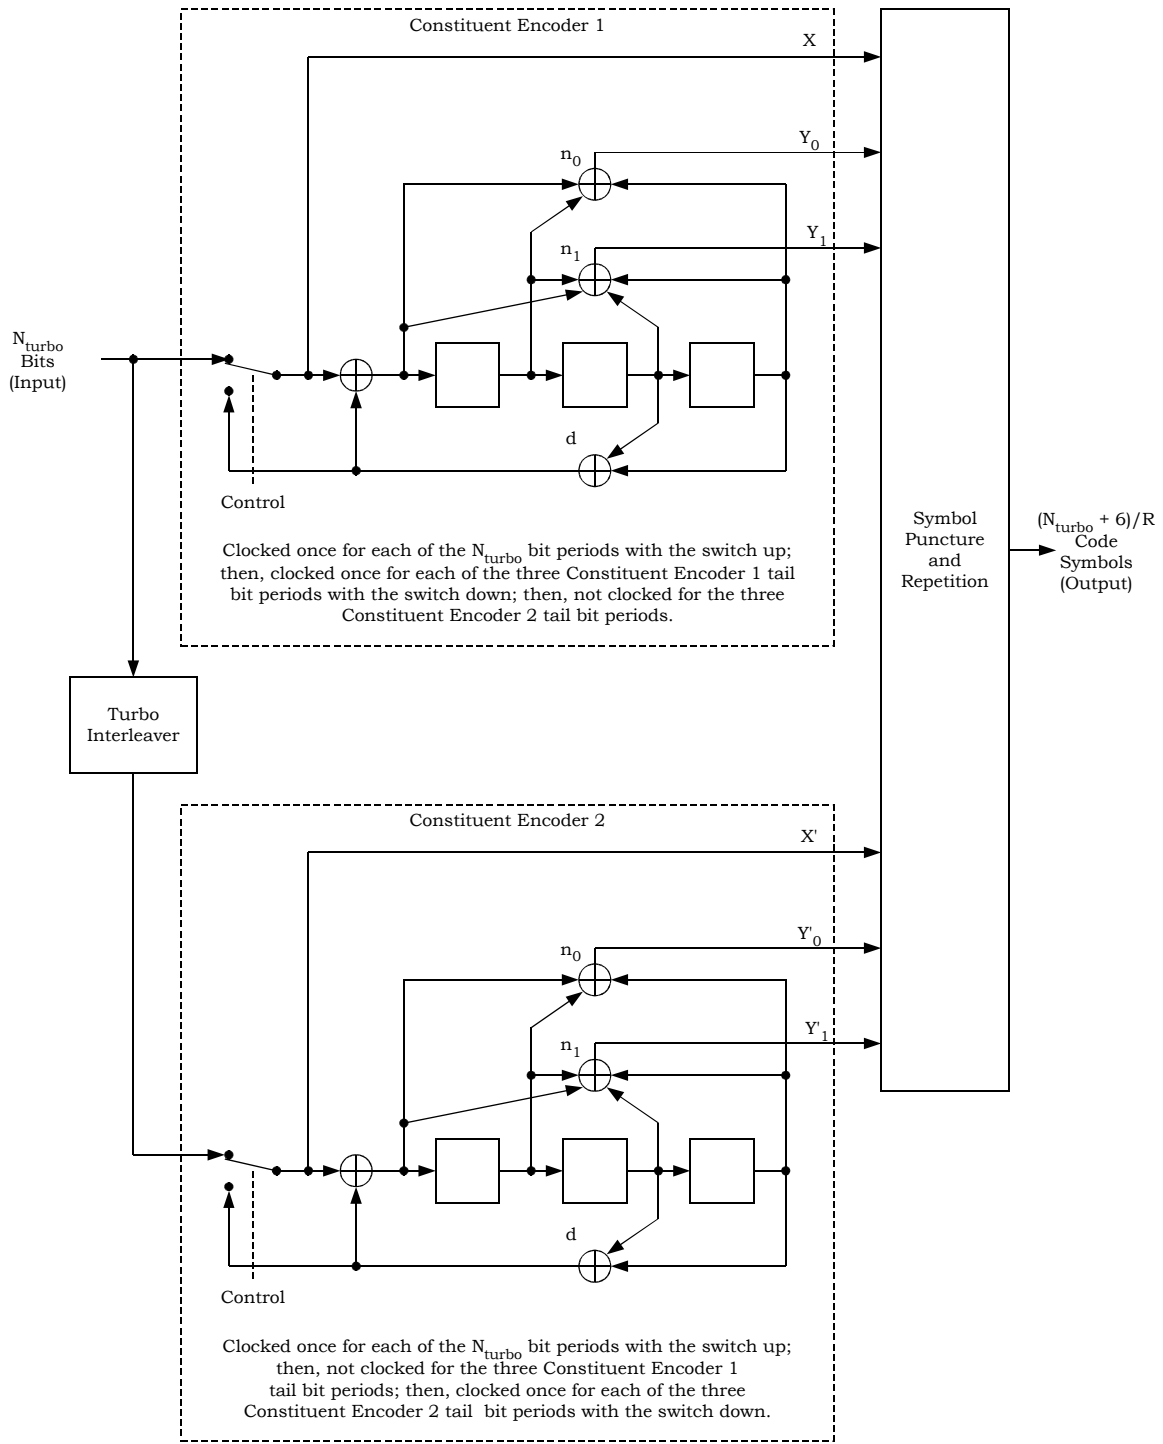 Constituent Encoder 1
X
n0
Y0
n1
Y1
Nturbo
Bits
(Input)
d
Control
Clocked once for each of the Nturbo bit periods with the switch up;
then, clocked once for each of the three Constituent Encoder 1 tail
bit periods with the switch down; then, not clocked for the three
Constituent Encoder 2 tail bit periods.
Symbol
Puncture
and
Repetition
(Nturbo + 6)/R
Code
Symbols
(Output)
Turbo
Interleaver
Constituent Encoder 2
X'
n0
Y'0
n1
Y'1
d
Control
Clocked once for each of the Nturbo bit periods with the switch up;
then, not clocked for the three Constituent Encoder 1
tail bit periods; then, clocked once for each of the three
Constituent Encoder 2 tail bit periods with the switch down.